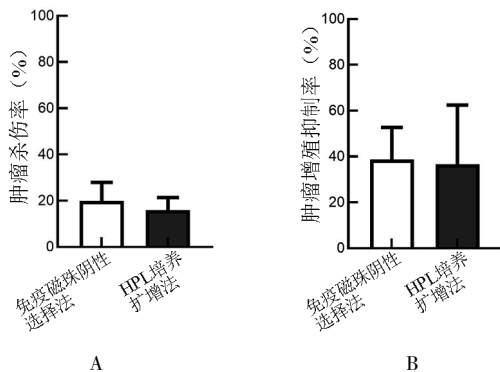 肿瘤杀伤率（%）
100
80
60
40
20
0
免疫磁珠阴性
选择法
HPL培养
扩增法
A
肿瘤增殖抑制率（%）
100
80
60
40
20
0
免疫磁珠阴性
选择法
HPL培养
扩增法
B